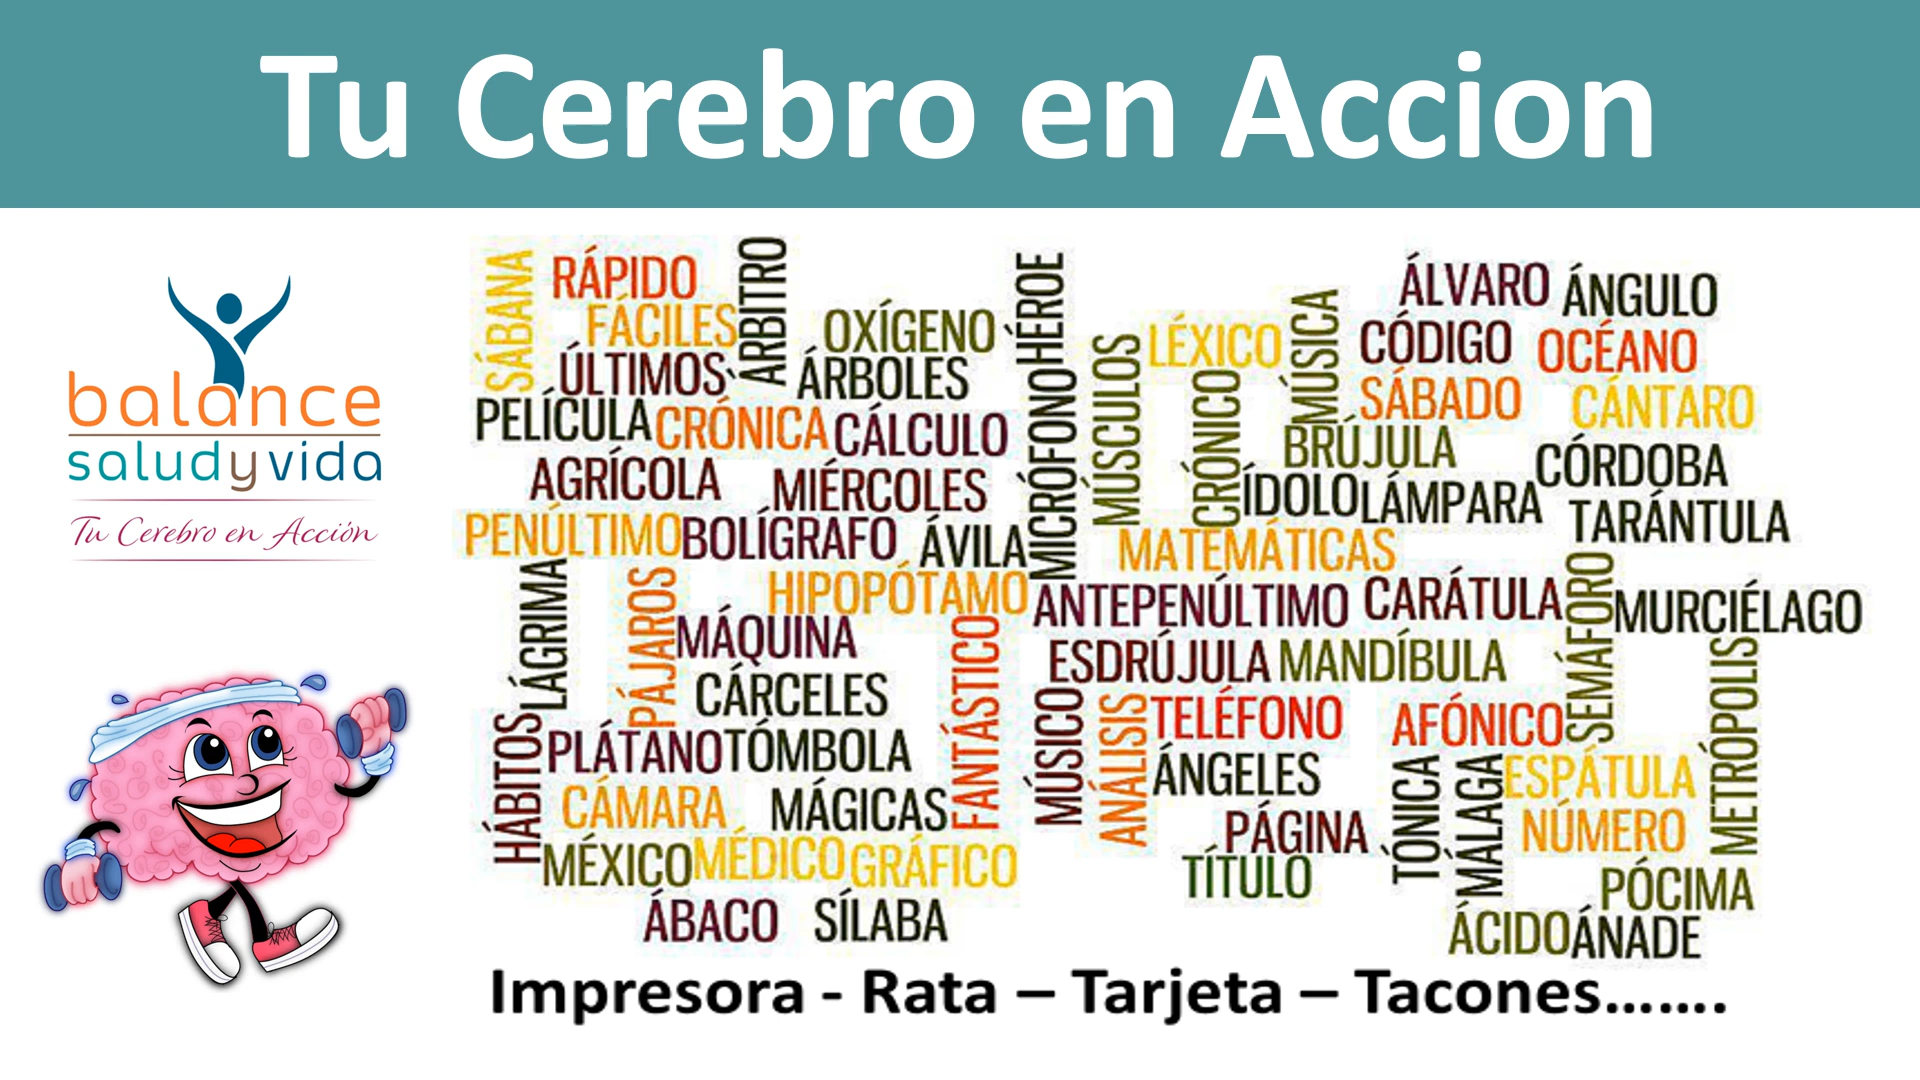 Tu Cerebro en Accion
balance
saludyvida
Tu Cerebro en Acción
SÁBANA
RÁPIDO
FÁCILES
ÚLTIMOS
ÁRBITRO
OXÍGENO
ÁRBOLES
HÉROE
PELÍCULA
CRÓNICA
CÁLCULO
AGRÍCOLA
MIÉRCOLES
MICRÓFONO
PENÚLTIMO
BOLÍGRAFO
ÁVILA
HIPOPÓTAMO
LÁGRIMA
PÁJAROS
MÁQUINA
CÁRCELES
FANTÁSTICO
HÁBITOS
PLÁTANO
TÓMBOLA
CÁMARA
MÁGICAS
MÉXICO
MÉDICO
GRÁFICO
ÁBACO
SÍLABA
MÚSCULOS
LÉXICO
MÚSICA
CRÓNICO
ÁLVARO
ÁNGULO
CÓDIGO
OCÉANO
SÁBADO
CÁNTARO
BRÚJULA
CÓRDOBA
ÍDOLO
LÁMPARA
TARÁNTULA
MATEMÁTICAS
ANTEPENÚLTIMO
CARÁTULA
SEMÁFORO
MURCIÉLAGO
ESDRÚJULA
MANDÍBULA
METRÓPOLIS
MÚSICO
ANÁLISIS
TELÉFONO
AFÓNICO
ÁNGELES
TÓNICA
MÁLAGA
ESPÁTULA
PÁGINA
NÚMERO
TÍTULO
PÓCIMA
ÁCIDO
ÁNADE
Impresora - Rata – Tarjeta – Tacones.......